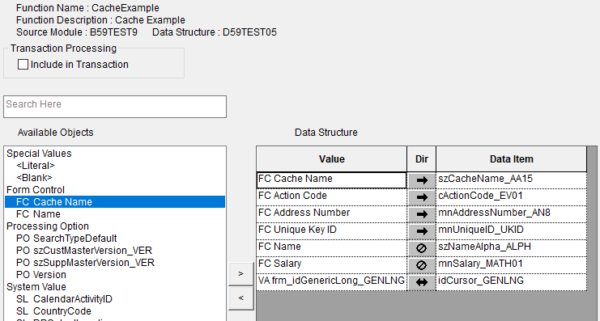 Function Name : CacheExample
Function Description : Cache Example
Source Module : B59TEST9 Data Structure : D59TEST05
Transaction Processing
Include in Transaction
Search Here
Available Objects
Special Values
<Literal>
<Blank>
Form Control
FC Cache Name
FC Name
Processing Option
PO SearchTypeDefault
PO szCustMasterVersion_VER
PO szSuppMasterVersion_VER
PO Version
System Value
SL CalendarActivityID
SL CountryCode
>
<
Data Structure
Value Dir Data Item
FC Cache Name szCacheName_AA15
FC Action Code cActionCode_EV01
FC Address Number mnAddressNumber_AN8
FC Unique Key ID mnUniqueID_UKID
FC Name szNameAlpha_ALPH
FC Salary mnSalary_MATH01
VA frm_idGenericLong_GENLNG idCursor_GENLNG